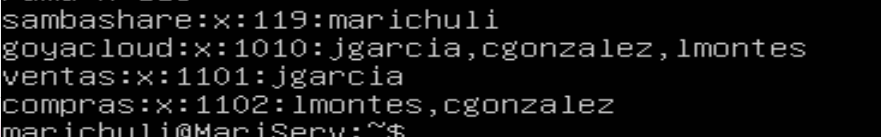 sambashare:x:119:marichuli
goyacloud:x:1010:jgarcia,cgonzalez,lmontes
ventas:x:1101:jgarcia
compras:x:1102:lmontes,cgonzalez
marichuli@MariServ:~$